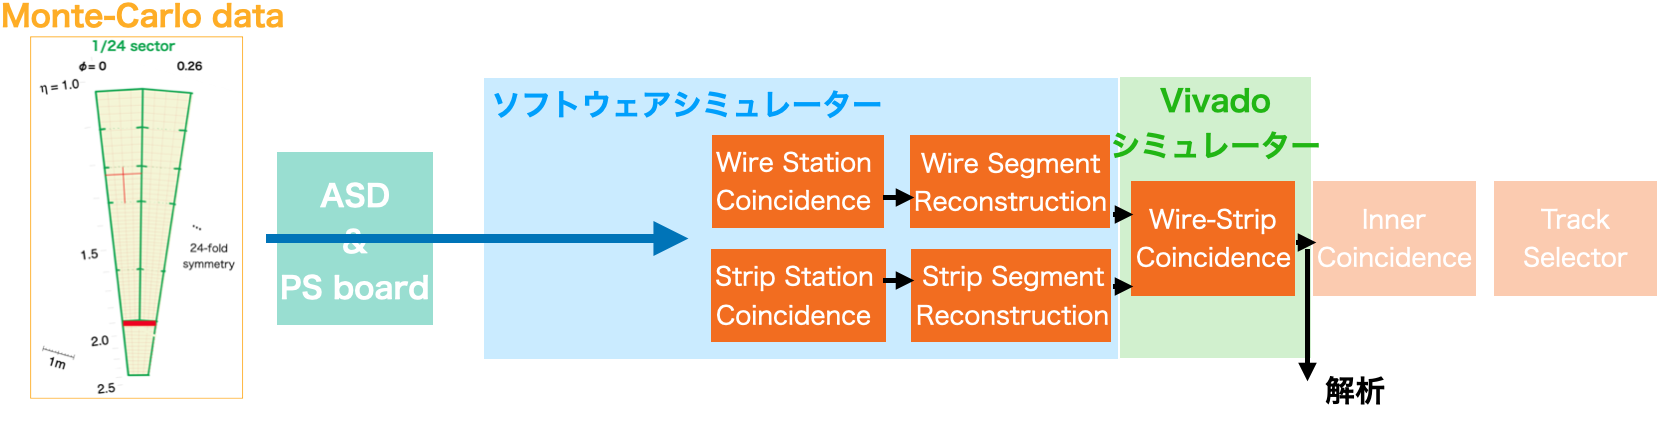 Monte-Carlo data
1/24 sector
ϕ= 0
0.26
η = 1.0
1.5
2.0
2.5
1m
...
24-fold
symmetry
ASD
&
PS board
ソフトウェアシミュレーター
Wire Station
Coincidence
Wire Segment
Reconstruction
Strip Station
Coincidence
Strip Segment
Reconstruction
Vivado
シミュレーター
Wire-Strip
Coincidence
Inner
Coincidence
Track
Selector
解析